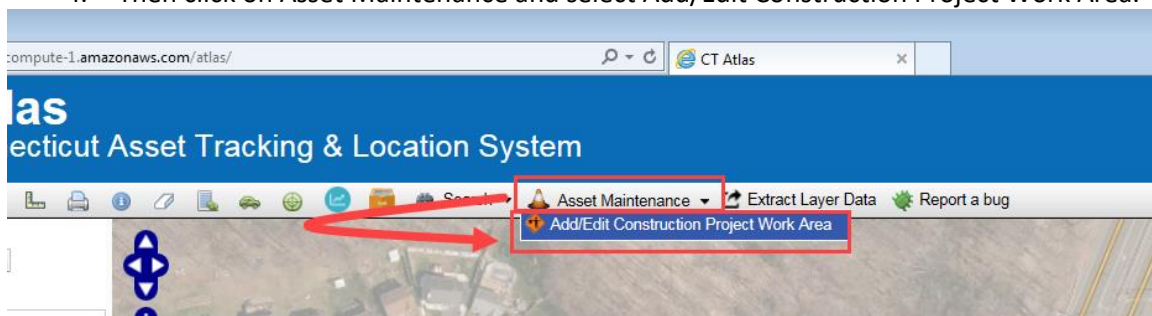 Then click on Asset Maintenance and select Add/Edit Construction Project Work Area.
compute-1.amazonaws.com/atlas/
CT Atlas
las
ecticut Asset Tracking & Location System
Asset Maintenance Extract Layer Data Report a bug
Add/Edit Construction Project Work Area